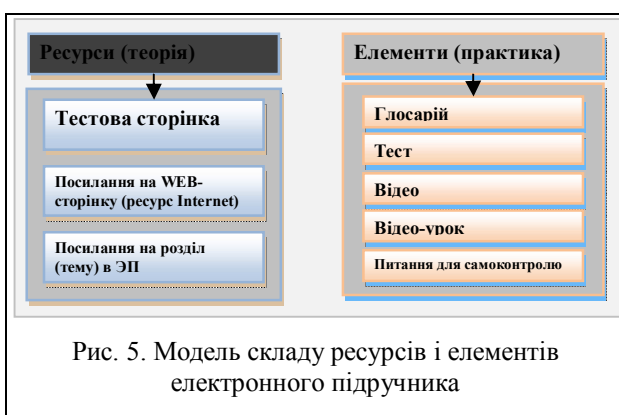 Ресурси (теорія)
Тестова сторінка
Посилання на WEB-
сторінку (ресурс Internet)
Посилання на розділ
(тему) в ЭП
Елементи (практика)
Глосарій
Тест
Відео
Відео-урок
Питання для самоконтролю
Рис. 5. Модель складу ресурсів і елементів
електронного підручника